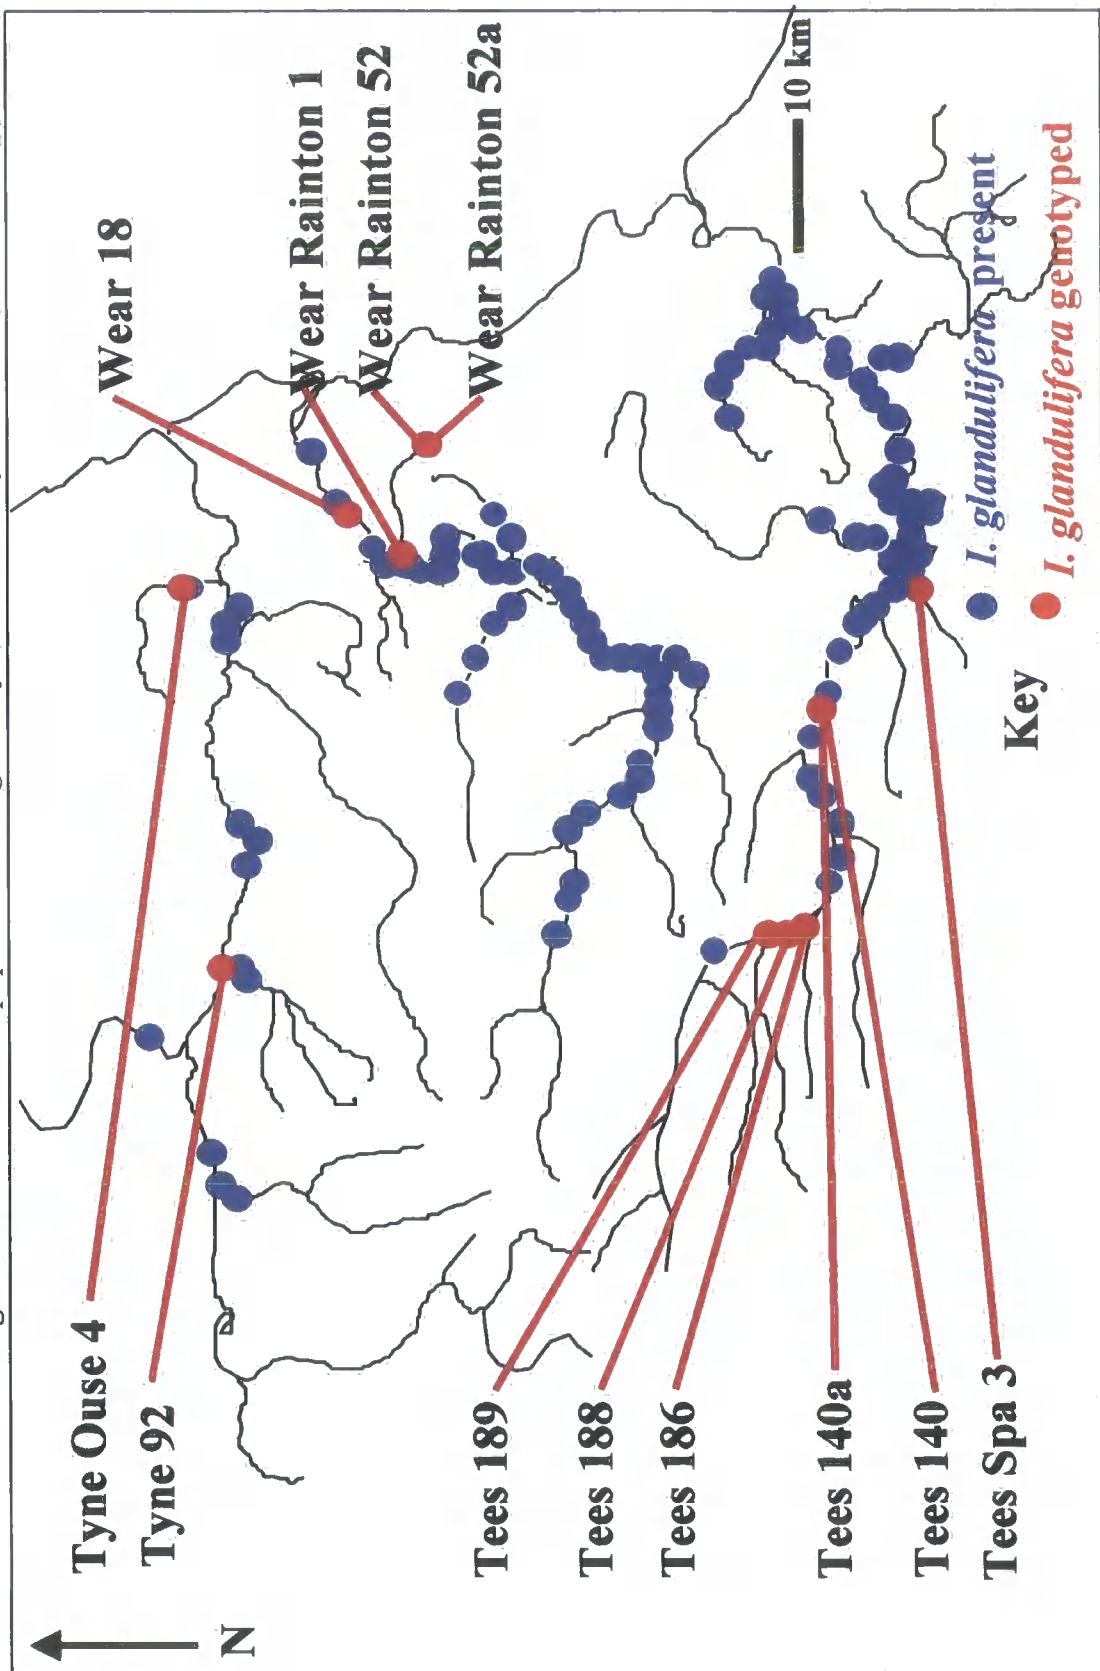 Tyne Ouse 4
Tyne 92
Wear 18
Wear Rainton 1
Wear Rainton 52
Wear Rainton 52a
Tees 189
Tees 188
Tees 186
Tees 140a
Tees 140
Tees Spa 3
N
10 km
Key
I. glandulifera present
I. glandulifera genotyped